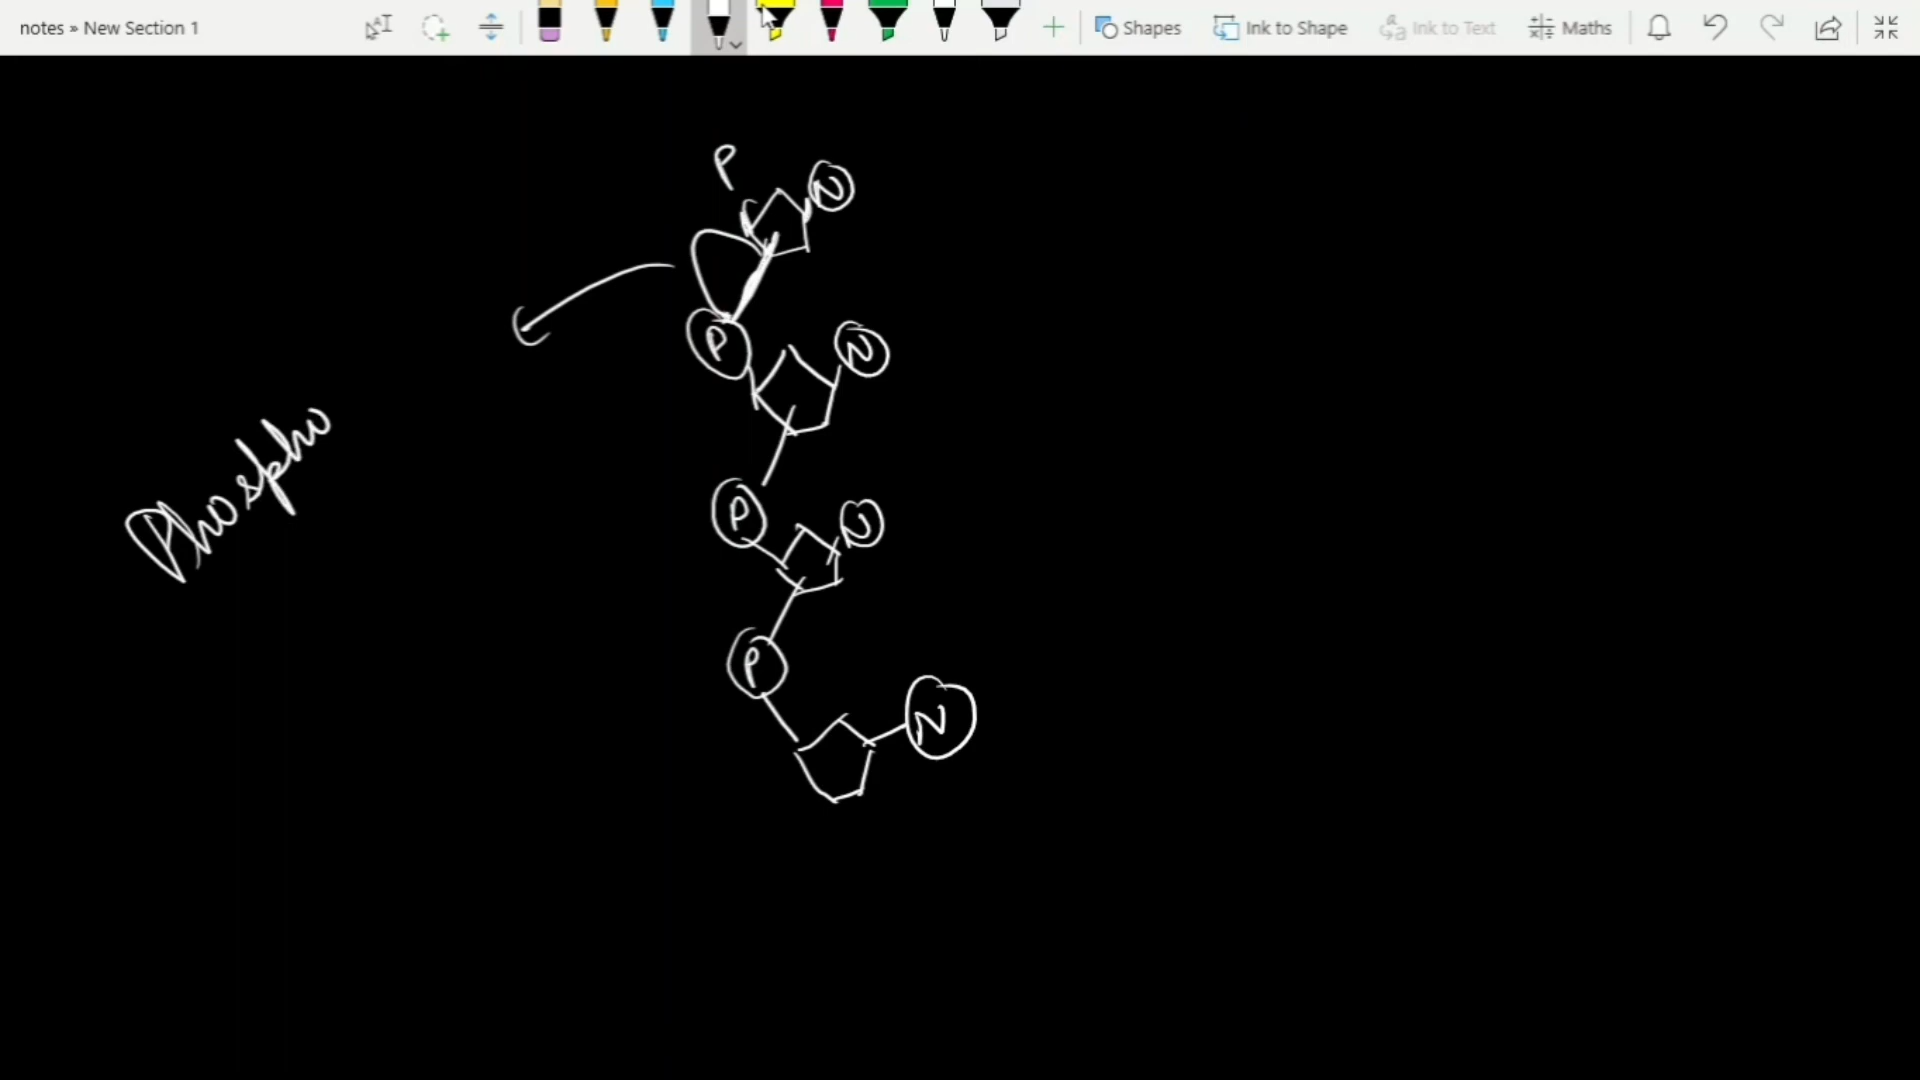 notes » New Section 1
Shapes
Ink to Shape
Ink to Text
Maths
P
N
P
N
P
N
P
N
Phospho